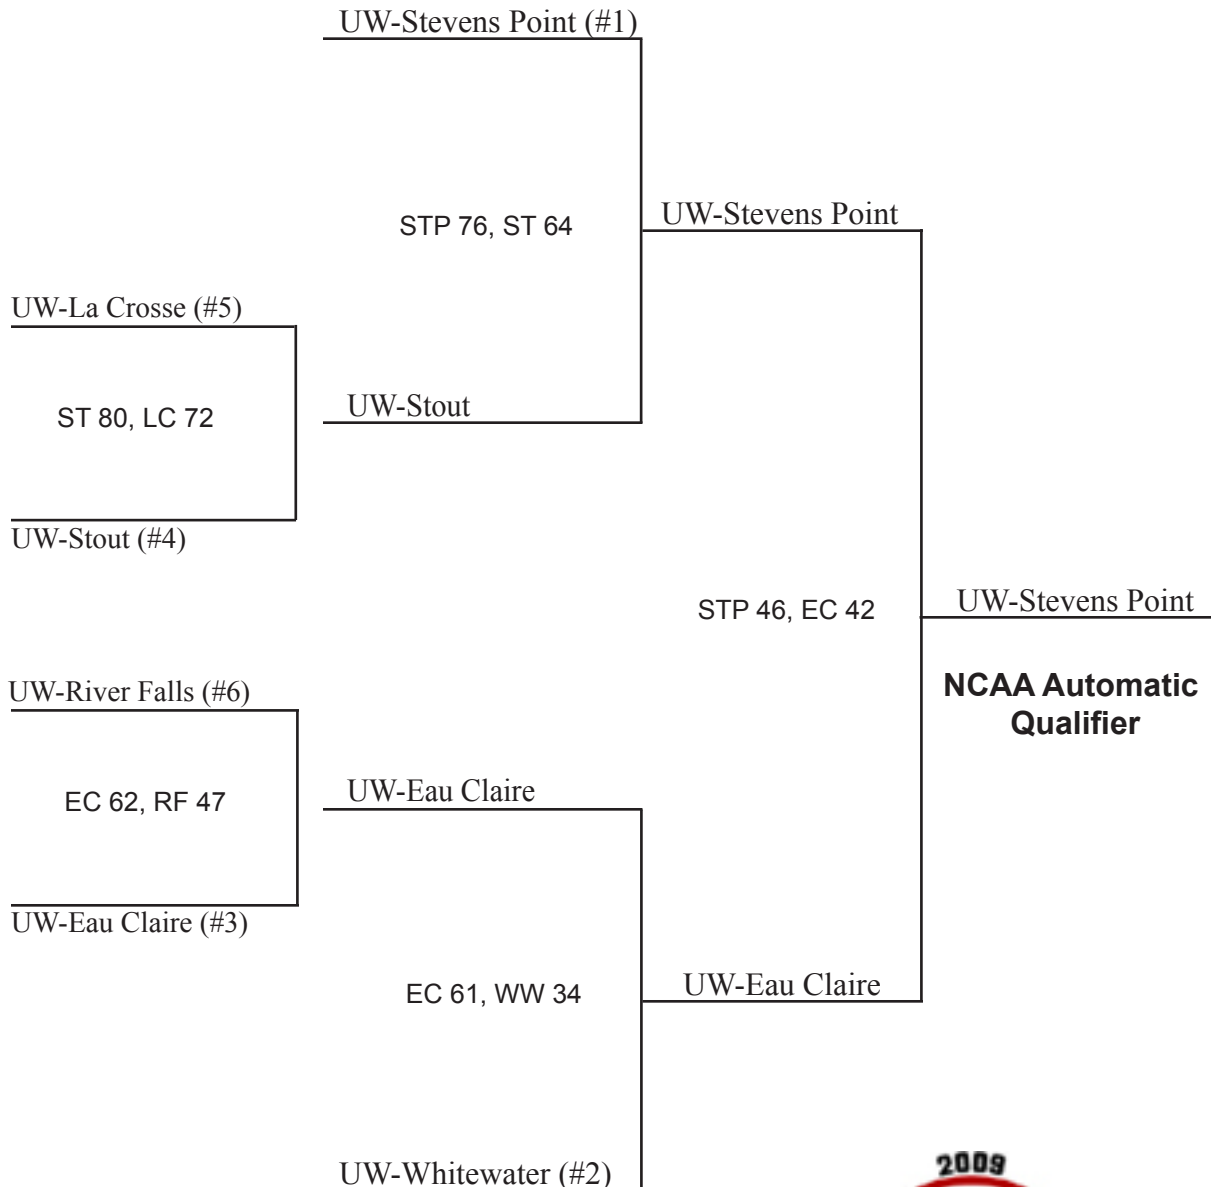 UW-Stevens Point (#1)
STP 76, ST 64
UW-Stevens Point
UW-La Crosse (#5)
ST 80, LC 72
UW-Stout
UW-Stout (#4)
STP 46, EC 42
UW-Stevens Point
NCAA Automatic
Qualifier
UW-River Falls (#6)
EC 62, RF 47
UW-Eau Claire
UW-Eau Claire (#3)
EC 61, WW 34
UW-Eau Claire
UW-Whitewater (#2)
2009